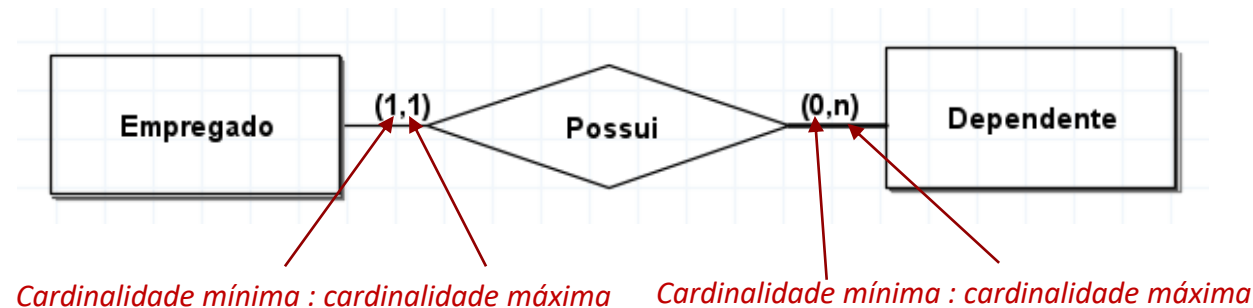 Empregado
(1,1)
Possui
(0,n)
Dependente
Cardinalidade mínima : cardinalidade máxima
Cardinalidade mínima : cardinalidade máxima